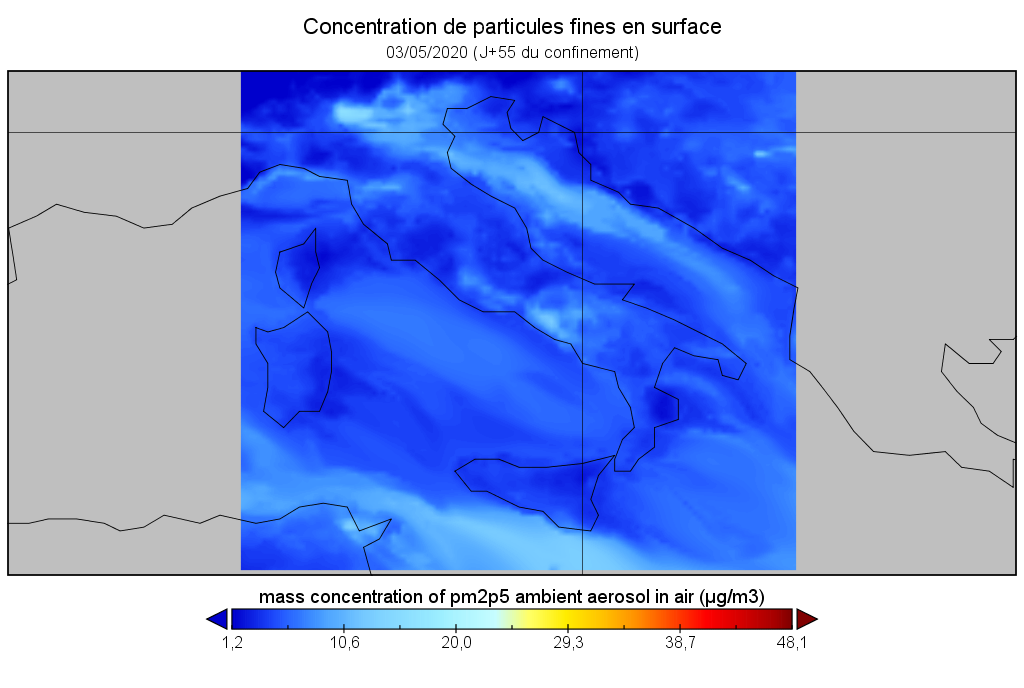 Concentration de particules fines en surface
03/05/2020 (J+55 du confinement)
mass concentration of pm2p5 ambient aerosol in air (µg/m3)
1,2 10,6 20,0 29,3 38,7 48,1